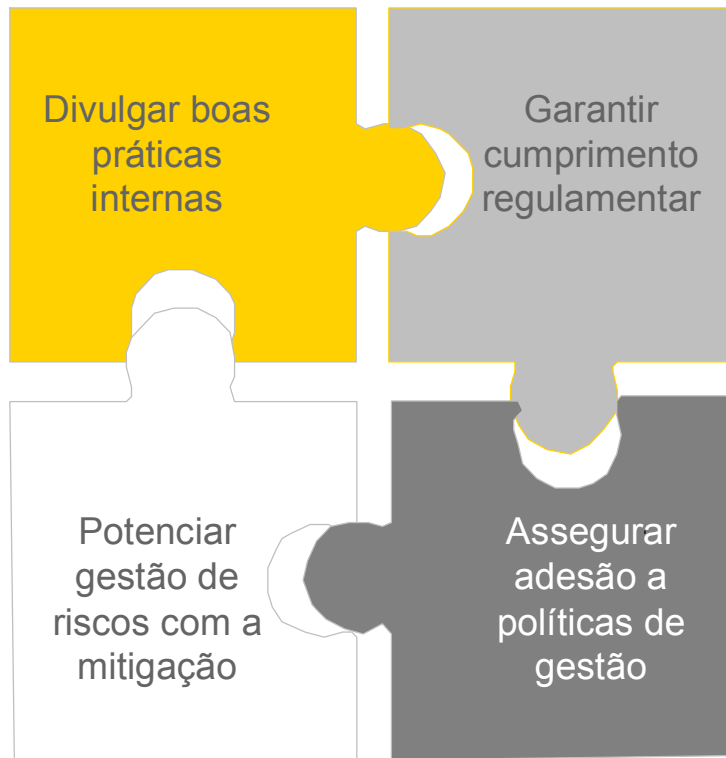 Divulgar boas
práticas
internas
Garantir
cumprimento
regulamentar
Potenciar
gestão de
riscos com a
mitigação
Assegurar
adesão a
políticas de
gestão